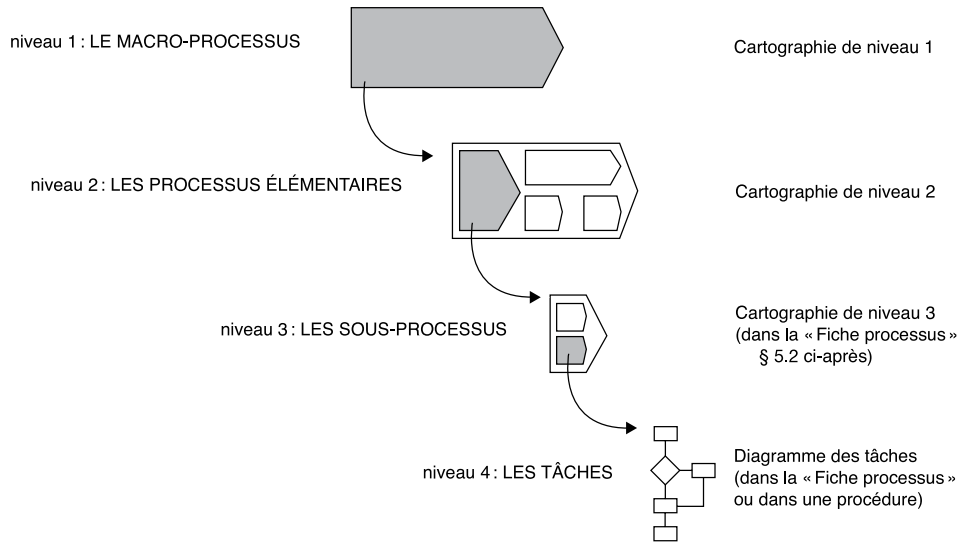 niveau 1 : LE MACRO-PROCESSUS
Cartographie de niveau 1
niveau 2 : LES PROCESSUS ÉLÉMENTAIRES
Cartographie de niveau 2
niveau 3 : LES SOUS-PROCESSUS
Cartographie de niveau 3
(dans la « Fiche processus »
§ 5.2 ci-après)
niveau 4 : LES TÂCHES
Diagramme des tâches
(dans la « Fiche processus »
ou dans une procédure)